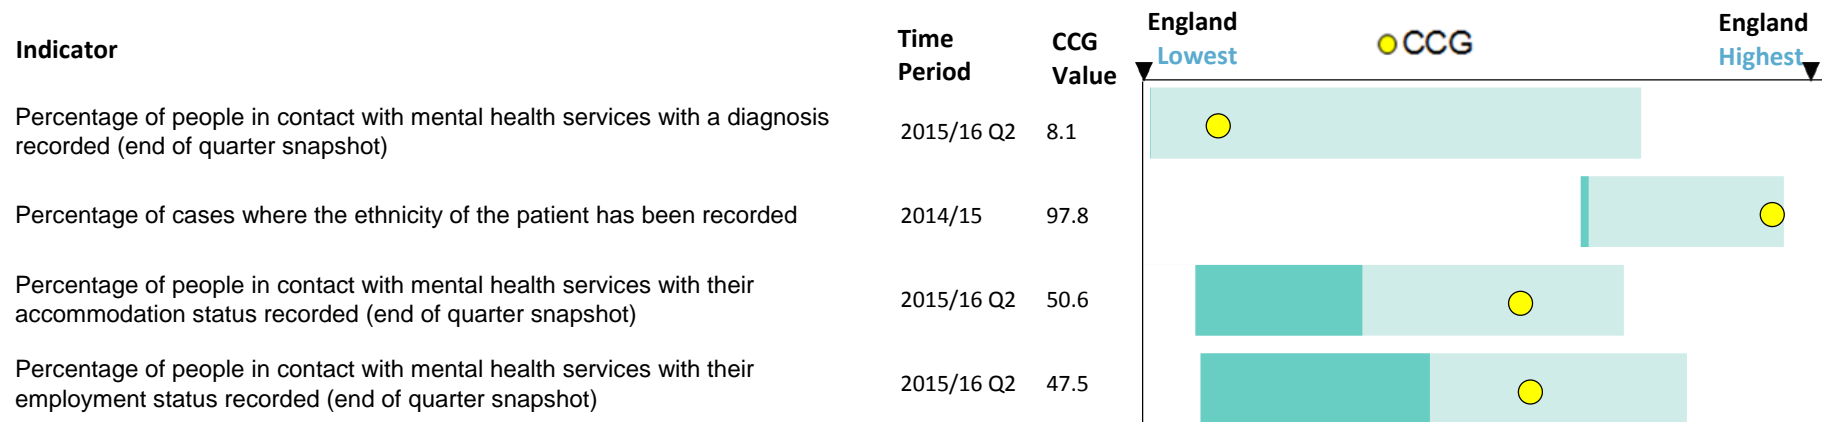 Indicator
Time Period
CCG Value
England Lowest
CCG
England Highest
Percentage of people in contact with mental health services with a diagnosis
recorded (end of quarter snapshot)
2015/16 Q2
8.1
Percentage of cases where the ethnicity of the patient has been recorded
2014/15
97.8
Percentage of people in contact with mental health services with their
accommodation status recorded (end of quarter snapshot)
2015/16 Q2
50.6
Percentage of people in contact with mental health services with their
employment status recorded (end of quarter snapshot)
2015/16 Q2
47.5